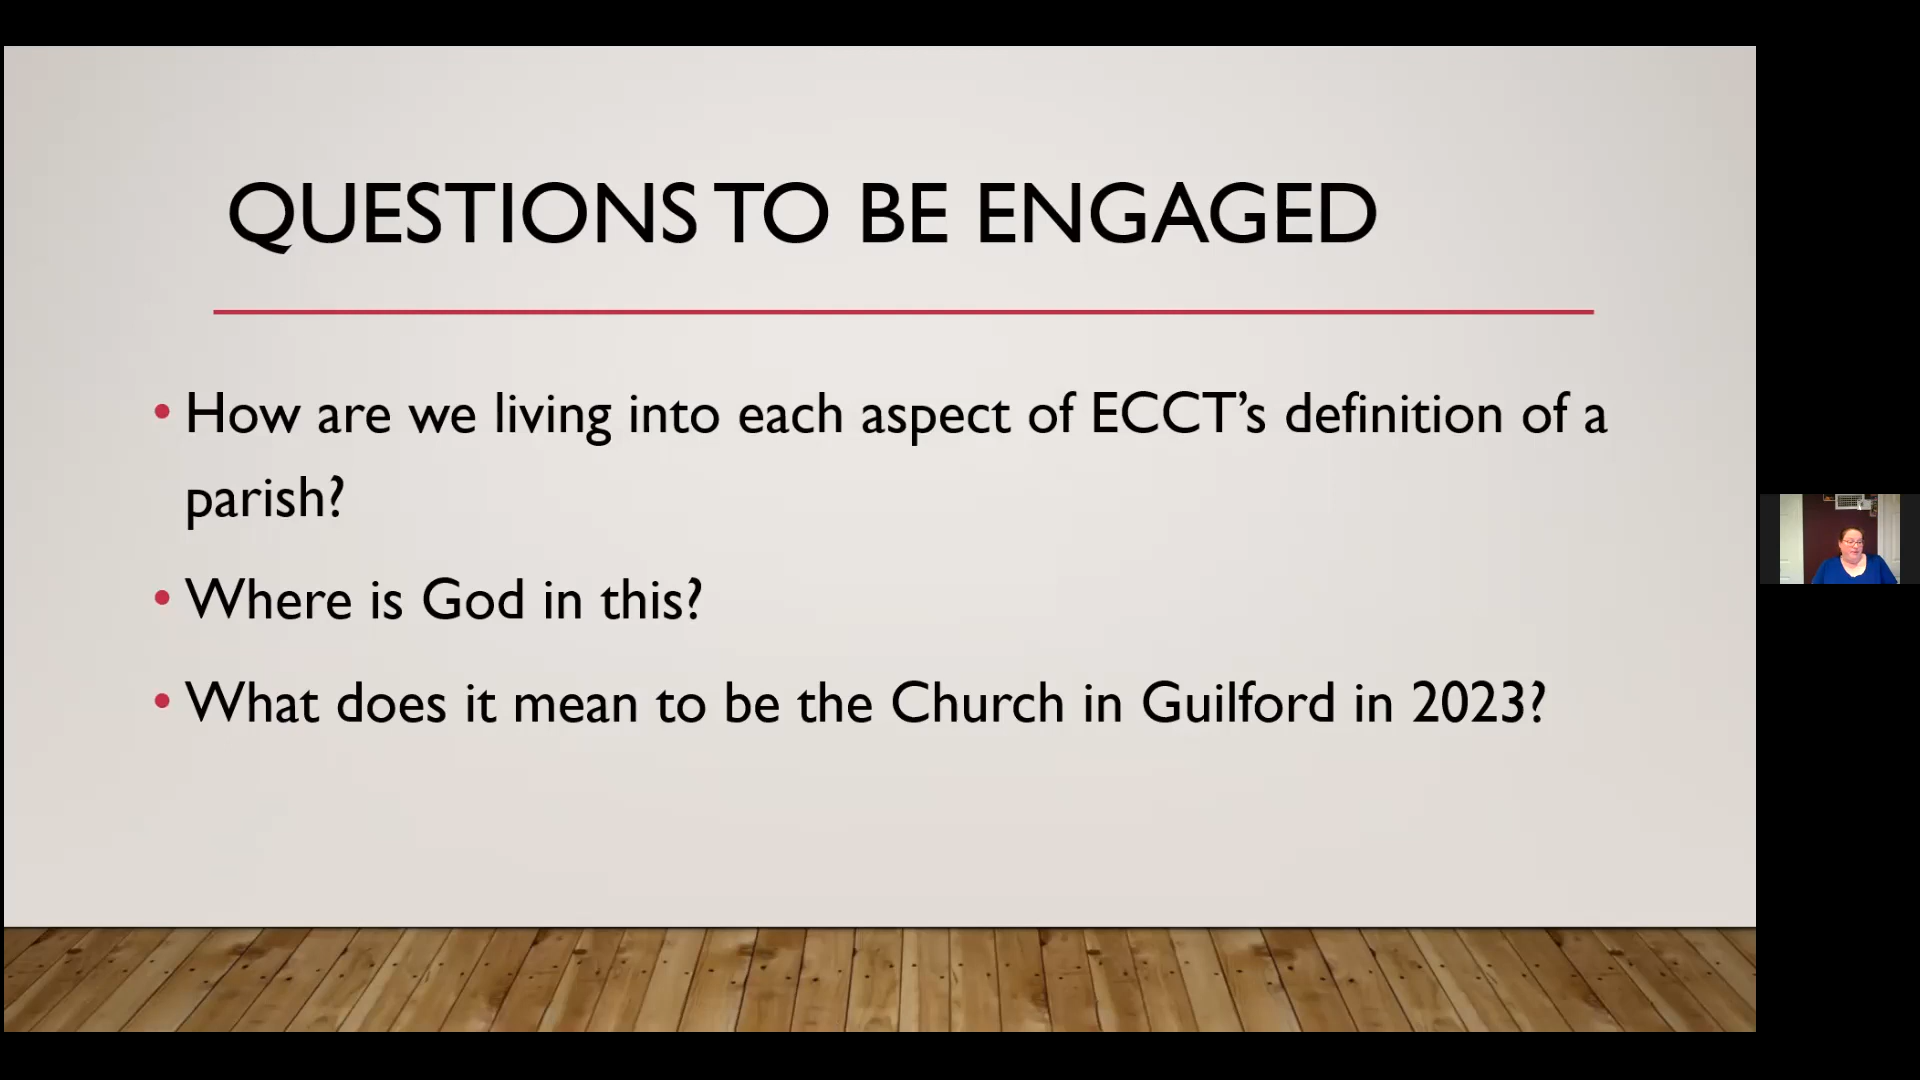 QUESTIONS TO BE ENGAGED
• How are we living into each aspect of ECCT’s definition of a
parish?
• Where is God in this?
• What does it mean to be the Church in Guilford in 2023?